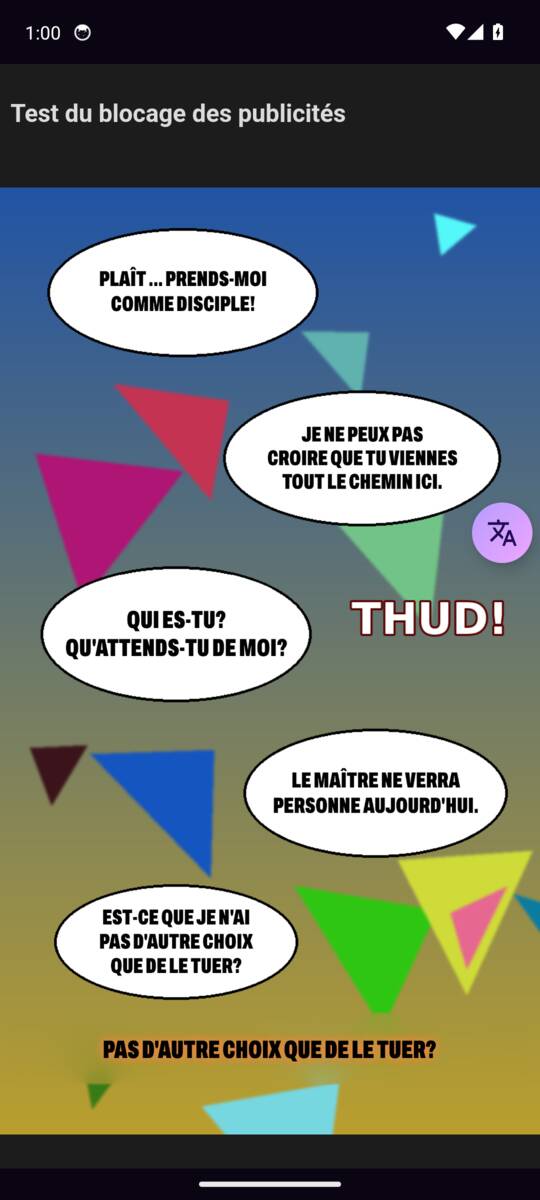 1:00
Test du blocage des publicités
PLAÎT ... PRENDS-MOI
COMME DISCIPLE!
JE NE PEUX PAS
CROIRE QUE TU VIENNES
TOUT LE CHEMIN ICI.
QUI ES-TU?
QU'ATTENDS-TU DE MOI?
THUD!
LE MAÎTRE NE VERRA
PERSONNE AUJOURD'HUI.
EST-CE QUE JE N'AI
PAS D'AUTRE CHOIX
QUE DE LE TUER?
PAS D'AUTRE CHOIX QUE DE LE TUER?